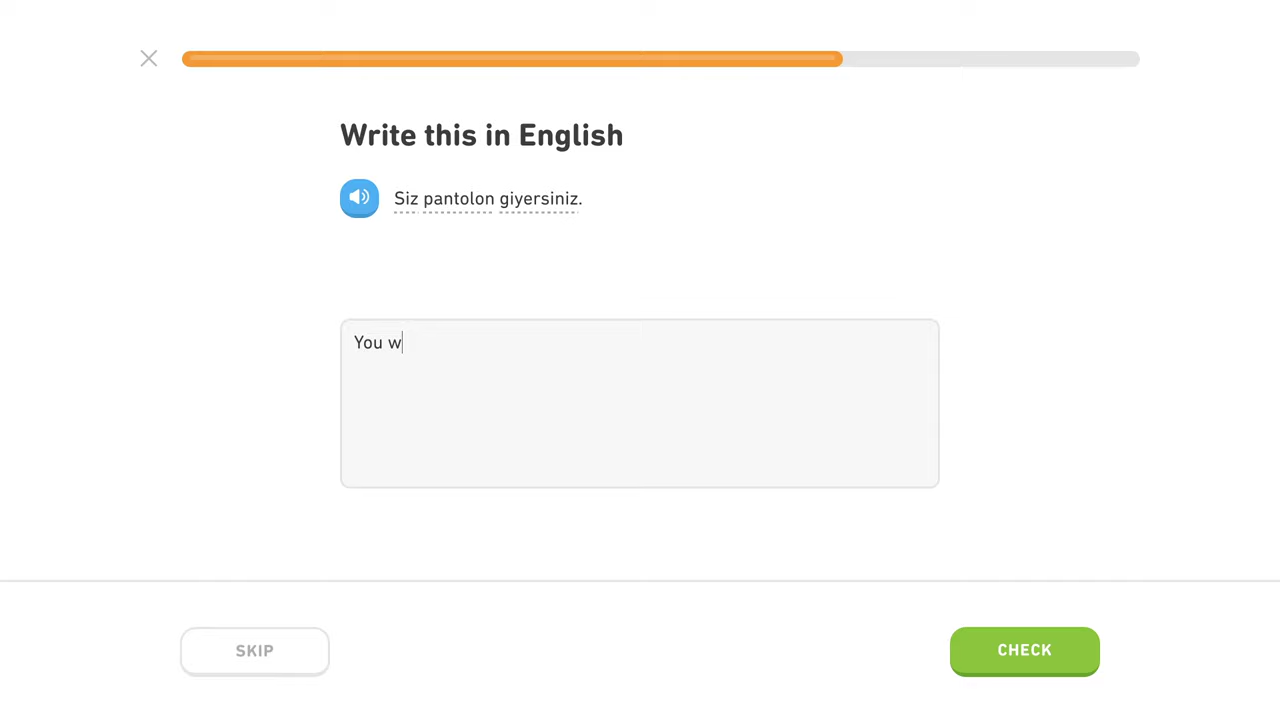 Write this in English
Siz pantolon giyersiniz.
You w
SKIP
CHECK